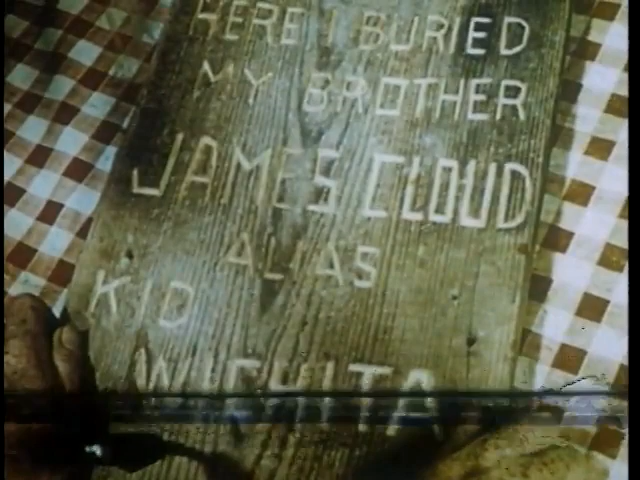 HERE I BURIED
MY BROTHER
JAMES CLOUD
ALIAS
KID
WICHITA